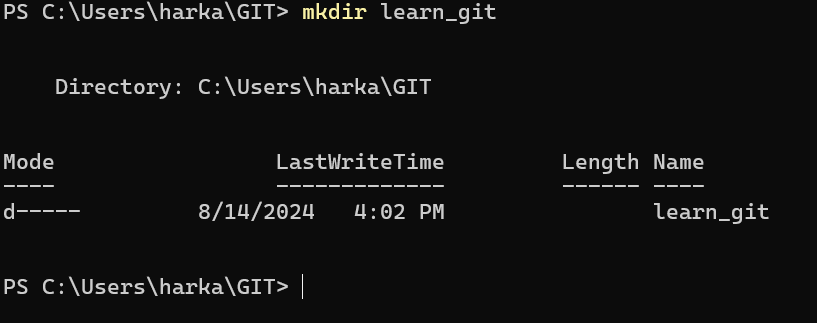 PS C:\Users\harka\GIT> mkdir learn_git
Directory: C:\Users\harka\GIT
Mode                 LastWriteTime         Length Name
----                 -------------         ------ ----
d-----         8/14/2024   4:02 PM                learn_git
PS C:\Users\harka\GIT>